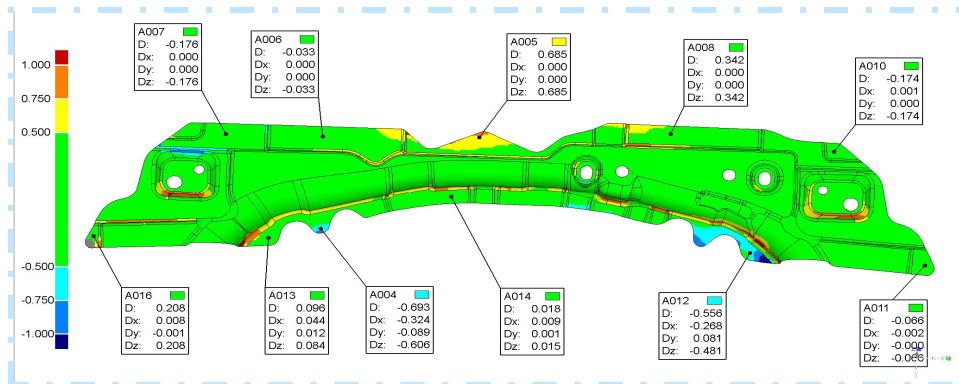 A007
D: -0.176
Dx: 0.000
Dy: 0.000
Dz: -0.176
A006
D: -0.033
Dx: 0.000
Dy: 0.000
Dz: -0.033
A005
D: 0.685
Dx: 0.000
Dy: 0.000
Dz: 0.685
A008
D: 0.342
Dx: 0.000
Dy: 0.000
Dz: 0.342
A010
D: -0.174
Dx: 0.001
Dy: 0.000
Dz: -0.174
1.000
0.750
0.500
-0.500
-0.750
-1.000
A016
D: 0.208
Dx: 0.008
Dy: -0.001
Dz: 0.208
A013
D: 0.096
Dx: 0.044
Dy: 0.012
Dz: 0.084
A004
D: -0.693
Dx: -0.324
Dy: -0.089
Dz: -0.606
A014
D: 0.018
Dx: 0.009
Dy: 0.001
Dz: 0.015
A012
D: -0.556
Dx: -0.268
Dy: 0.081
Dz: -0.481
A011
D: -0.066
Dx: -0.002
Dy: -0.000
Dz: -0.066